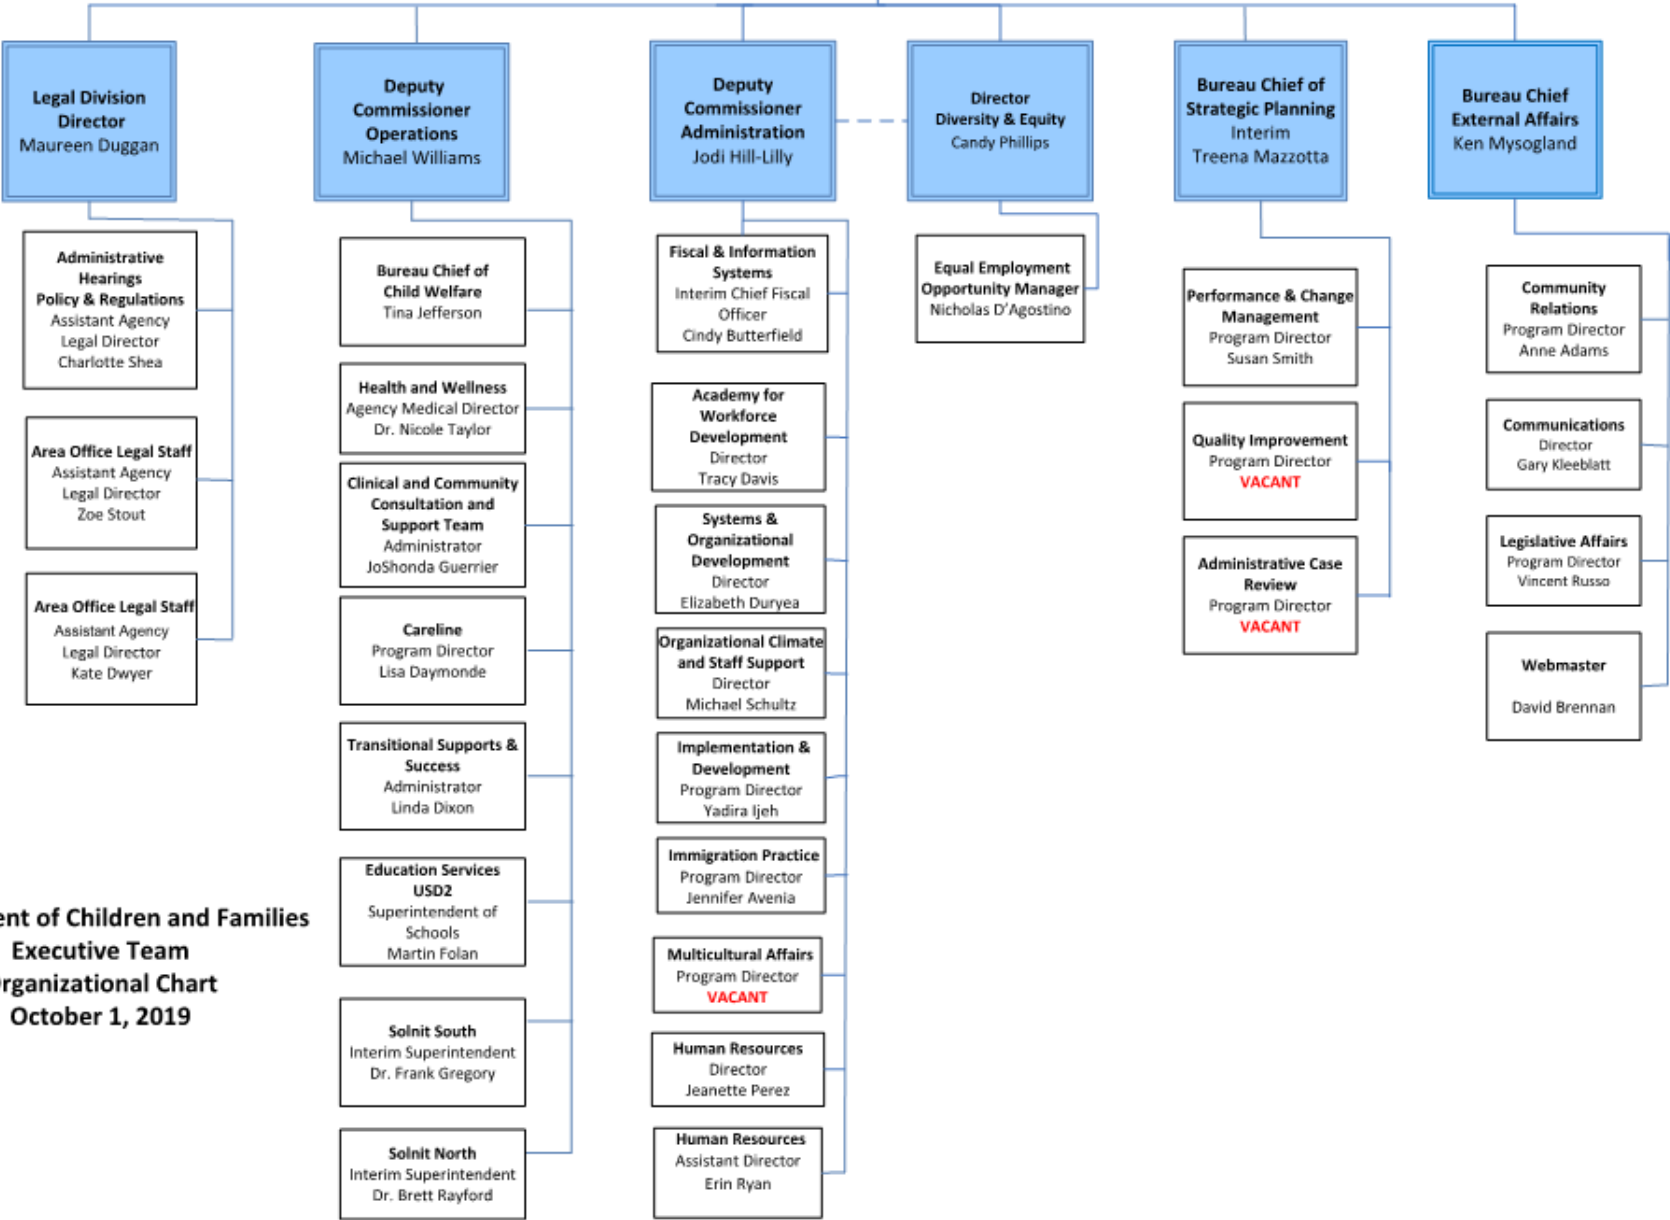 Legal Division
Director
Maureen Duggan
Administrative
Hearings
Policy & Regulations
Assistant Agency
Legal Director
Charlotte Shea
Area Office Legal Staff
Assistant Agency
Legal Director
Zoe Stout
Area Office Legal Staff
Assistant Agency
Legal Director
Kate Dwyer
Deputy
Commissioner
Operations
Michael Williams
Bureau Chief of
Child Welfare
Tina Jefferson
Health and Wellness
Agency Medical Director
Dr. Nicole Taylor
Clinical and Community
Consultation and
Support Team
Administrator
JoShonda Guerrier
Careline
Program Director
Lisa Daymonde
Transitional Supports &
Success
Administrator
Linda Dixon
Education Services
USD2
Superintendent of
Schools
Martin Folan
Solnit South
Interim Superintendent
Dr. Frank Gregory
Solnit North
Interim Superintendent
Dr. Brett Rayford
Deputy
Commissioner
Administration
Jodi Hill-Lilly
Fiscal & Information
Systems
Interim Chief Fiscal
Officer
Cindy Butterfield
Academy for
Workforce
Development
Director
Tracy Davis
Systems &
Organizational
Development
Director
Elizabeth Duryea
Organizational Climate
and Staff Support
Director
Michael Schultz
Implementation &
Development
Program Director
Yadira Ijeh
Immigration Practice
Program Director
Jennifer Avenia
Multicultural Affairs
Program Director
VACANT
Human Resources
Director
Jeanette Perez
Human Resources
Assistant Director
Erin Ryan
Director
Diversity & Equity
Candy Phillips
Equal Employment
Opportunity Manager
Nicholas D'Agostino
Bureau Chief of
Strategic Planning
Interim
Treena Mazzotta
Performance & Change
Management
Program Director
Susan Smith
Quality Improvement
Program Director
VACANT
Administrative Case
Review
Program Director
VACANT
Bureau Chief
External Affairs
Ken Mysogland
Community
Relations
Program Director
Anne Adams
Communications
Director
Gary Kleeblatt
Legislative Affairs
Program Director
Vincent Russo
Webmaster
David Brennan
ent of Children and Families
Executive Team
rganizational Chart
October 1, 2019